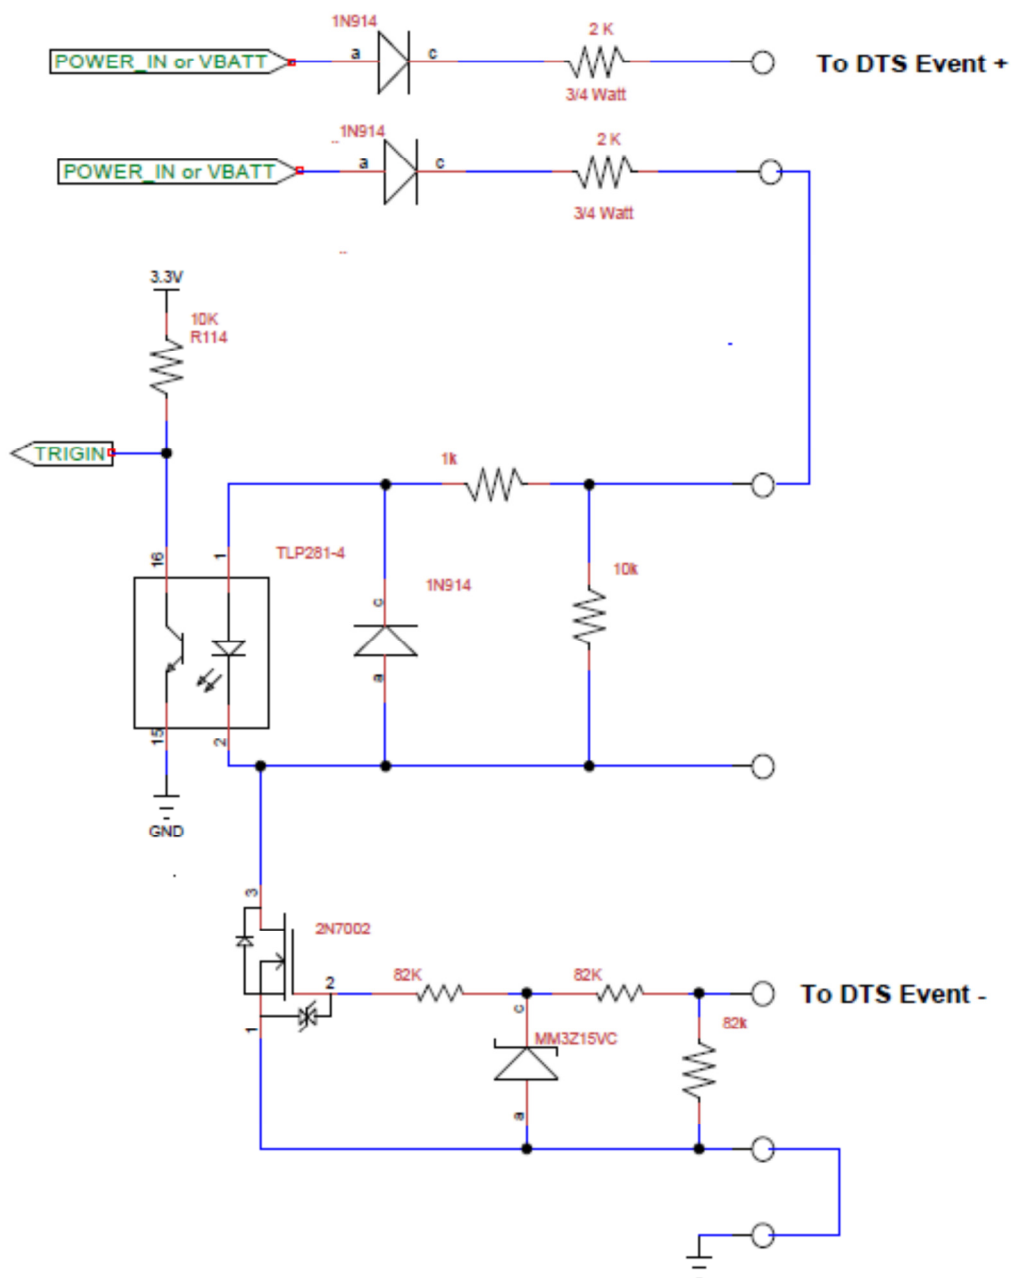 1N914
2 K
POWER_IN or VBATT
a
c
To DTS Event +
3/4 Watt
1N914
2 K
POWER_IN or VBATT
a
c
3/4 Watt
3.3V
10K
R114
TRIGIN
1k
16
1
TLP281-4
1N914
10k
c
a
15
2
GND
3
2N7002
2
82K
82K
To DTS Event -
c
82k
MM3Z15VC
1
a